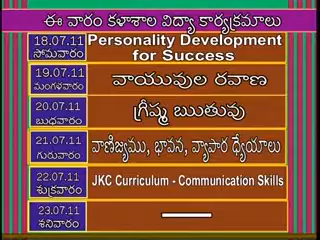 ఈ వారం కళాశాల విద్యా కార్యక్రమాలు
18.07.11
సోమవారం
Personality Development
for Success
19.07.11
మంగళవారం
వాయువుల రవాణ
20.07.11
బుధవారం
గ్రీష్మ ఋతువు
21.07.11
గురువారం
వాణిజ్యము, భావన, వ్యాపార ధ్యేయాలు
22.07.11
శుక్రవారం
JKC Curriculum - Communication Skills
23.07.11
శనివారం